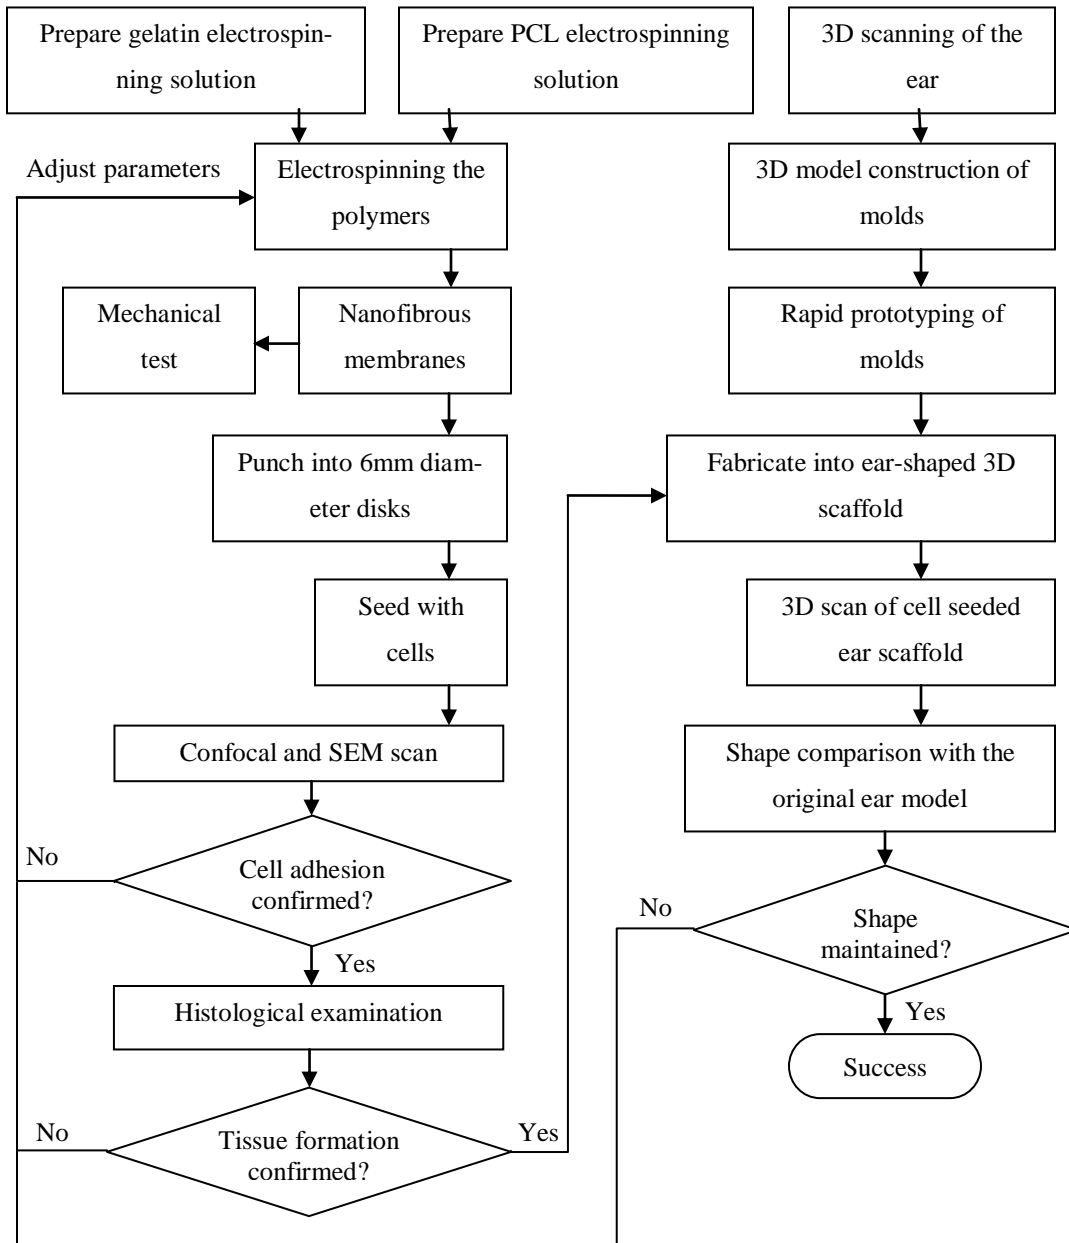 Prepare gelatin electrospin-
ning solution
Prepare PCL electrospinning
solution
3D scanning of the
ear
Adjust parameters
Electrospinning the
polymers
3D model construction of
molds
Mechanical
test
Nanofibrous
membranes
Rapid prototyping of
molds
Punch into 6mm diam-
eter disks
Fabricate into ear-shaped 3D
scaffold
Seed with
cells
3D scan of cell seeded
ear scaffold
Confocal and SEM scan
Shape comparison with the
original ear model
No
Cell adhesion
confirmed?
Yes
No
Shape
maintained?
Yes
Histological examination
Success
No
Tissue formation
confirmed?
Yes